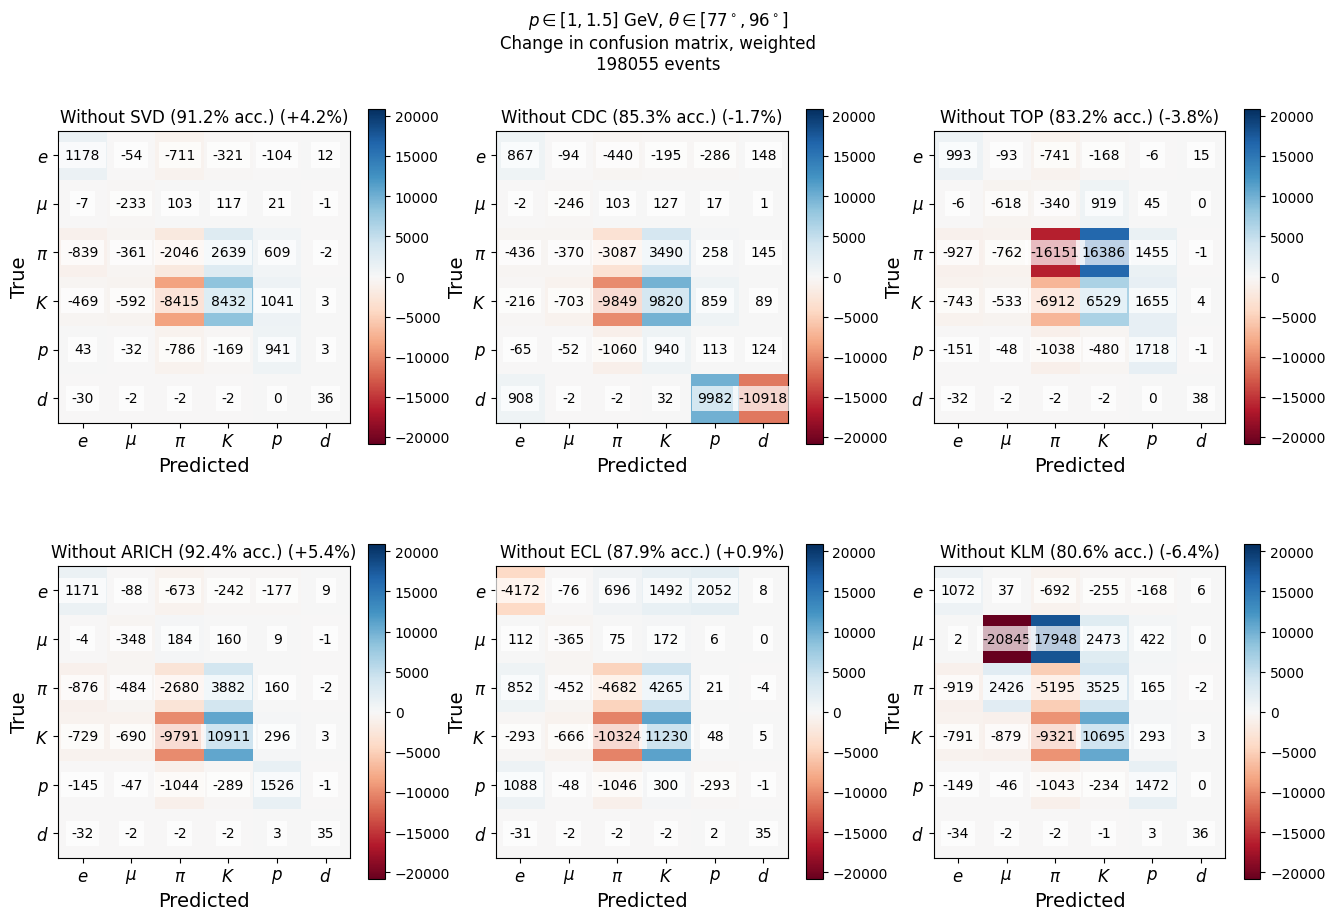 p ∈ [1, 1.5] GeV, θ ∈ [77°, 96°]
Change in confusion matrix, weighted
198055 events
Without SVD (91.2% acc.) (+4.2%)
e 1178 -54 -711 -321 -104 12
μ -7 -233 103 117 21 -1
π -839 -361 -2046 2639 609 -2
K -469 -592 -8415 8432 1041 3
p 43 -32 -786 -169 941 3
d -30 -2 -2 -2 0 36
e μ π K p d
True
Predicted
20000
15000
10000
5000
0
−5000
−10000
−15000
−20000
Without CDC (85.3% acc.) (-1.7%)
e 867 -94 -440 -195 -286 148
μ -2 -246 103 127 17 1
π -436 -370 -3087 3490 258 145
K -216 -703 -9849 9820 859 89
p -65 -52 -1060 940 113 124
d 908 -2 -2 32 9982 -10918
e μ π K p d
True
Predicted
20000
15000
10000
5000
0
−5000
−10000
−15000
−20000
Without TOP (83.2% acc.) (-3.8%)
e 993 -93 -741 -168 -6 15
μ -6 -618 -340 919 45 0
π -927 -762 -16151 16386 1455 -1
K -743 -533 -6912 6529 1655 4
p -151 -48 -1038 -480 1718 -1
d -32 -2 -2 -2 0 38
e μ π K p d
True
Predicted
20000
15000
10000
5000
0
−5000
−10000
−15000
−20000
Without ARICH (92.4% acc.) (+5.4%)
e 1171 -88 -673 -242 -177 9
μ -4 -348 184 160 9 -1
π -876 -484 -2680 3882 160 -2
K -729 -690 -9791 10911 296 3
p -145 -47 -1044 -289 1526 -1
d -32 -2 -2 -2 3 35
e μ π K p d
True
Predicted
20000
15000
10000
5000
0
−5000
−10000
−15000
−20000
Without ECL (87.9% acc.) (+0.9%)
e -4172 -76 696 1492 2052 8
μ 112 -365 75 172 6 0
π 852 -452 -4682 4265 21 -4
K -293 -666 -10324 11230 48 5
p 1088 -48 -1046 300 -293 -1
d -31 -2 -2 -2 2 35
e μ π K p d
True
Predicted
20000
15000
10000
5000
0
−5000
−10000
−15000
−20000
Without KLM (80.6% acc.) (-6.4%)
e 1072 37 -692 -255 -168 6
μ 2 -20845 17948 2473 422 0
π -919 2426 -5195 3525 165 -2
K -791 -879 -9321 10695 293 3
p -149 -46 -1043 -234 1472 0
d -34 -2 -2 -1 3 36
e μ π K p d
True
Predicted
20000
15000
10000
5000
0
−5000
−10000
−15000
−20000